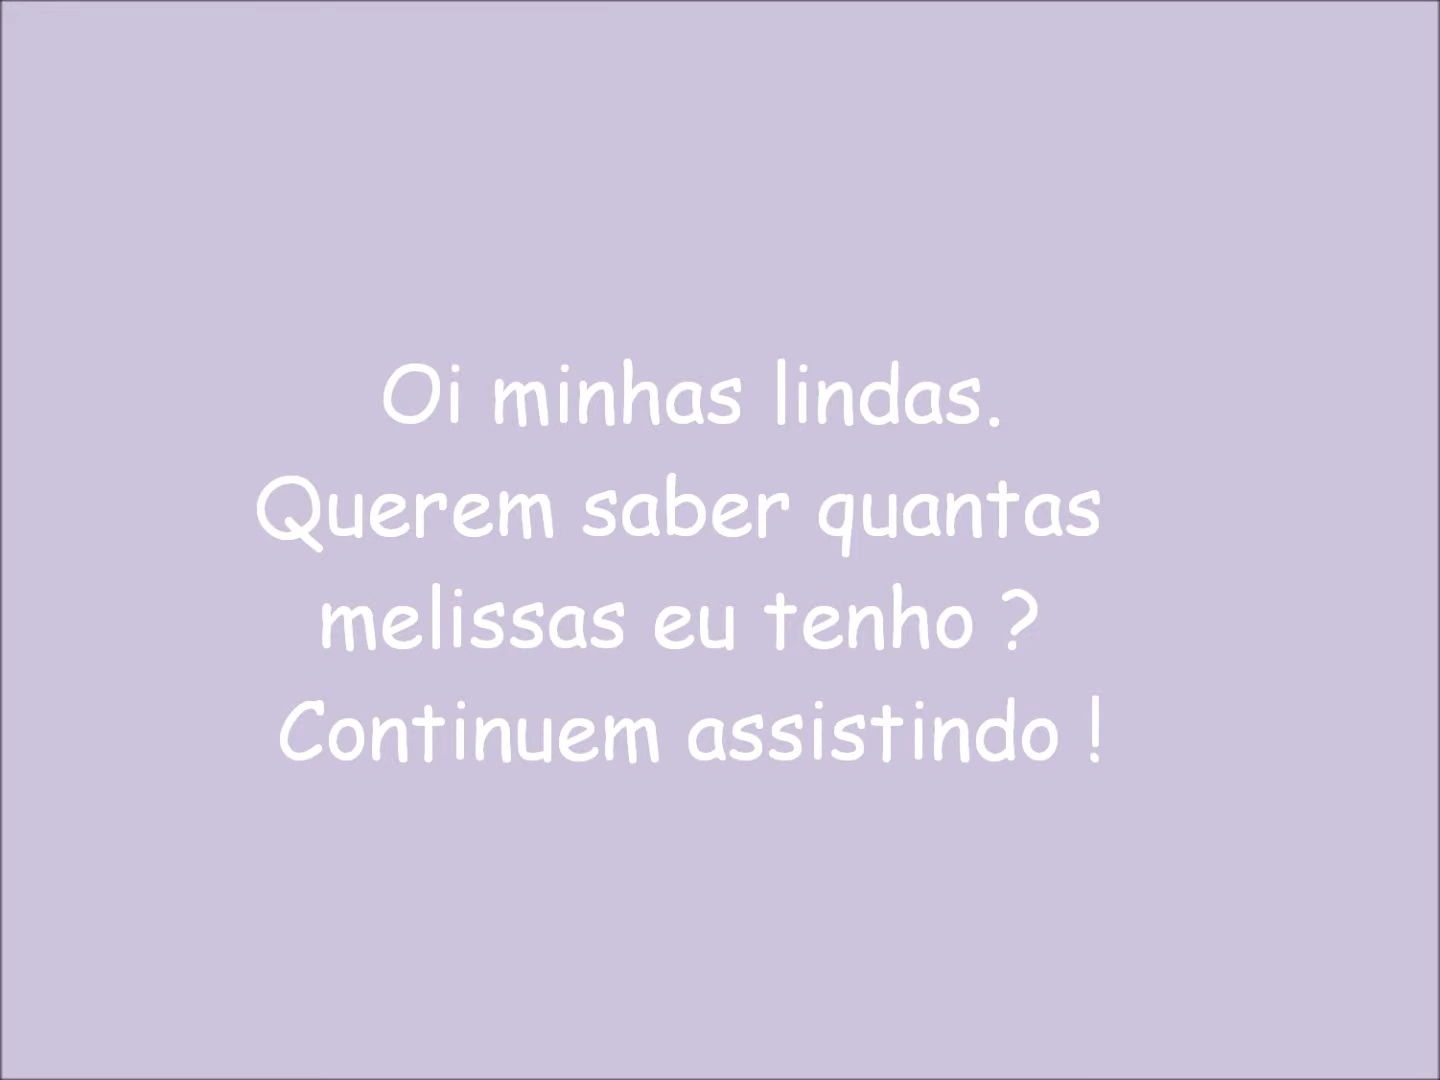 Oi minhas lindas.
Querem saber quantas
melissas eu tenho ?
Continuem assistindo !